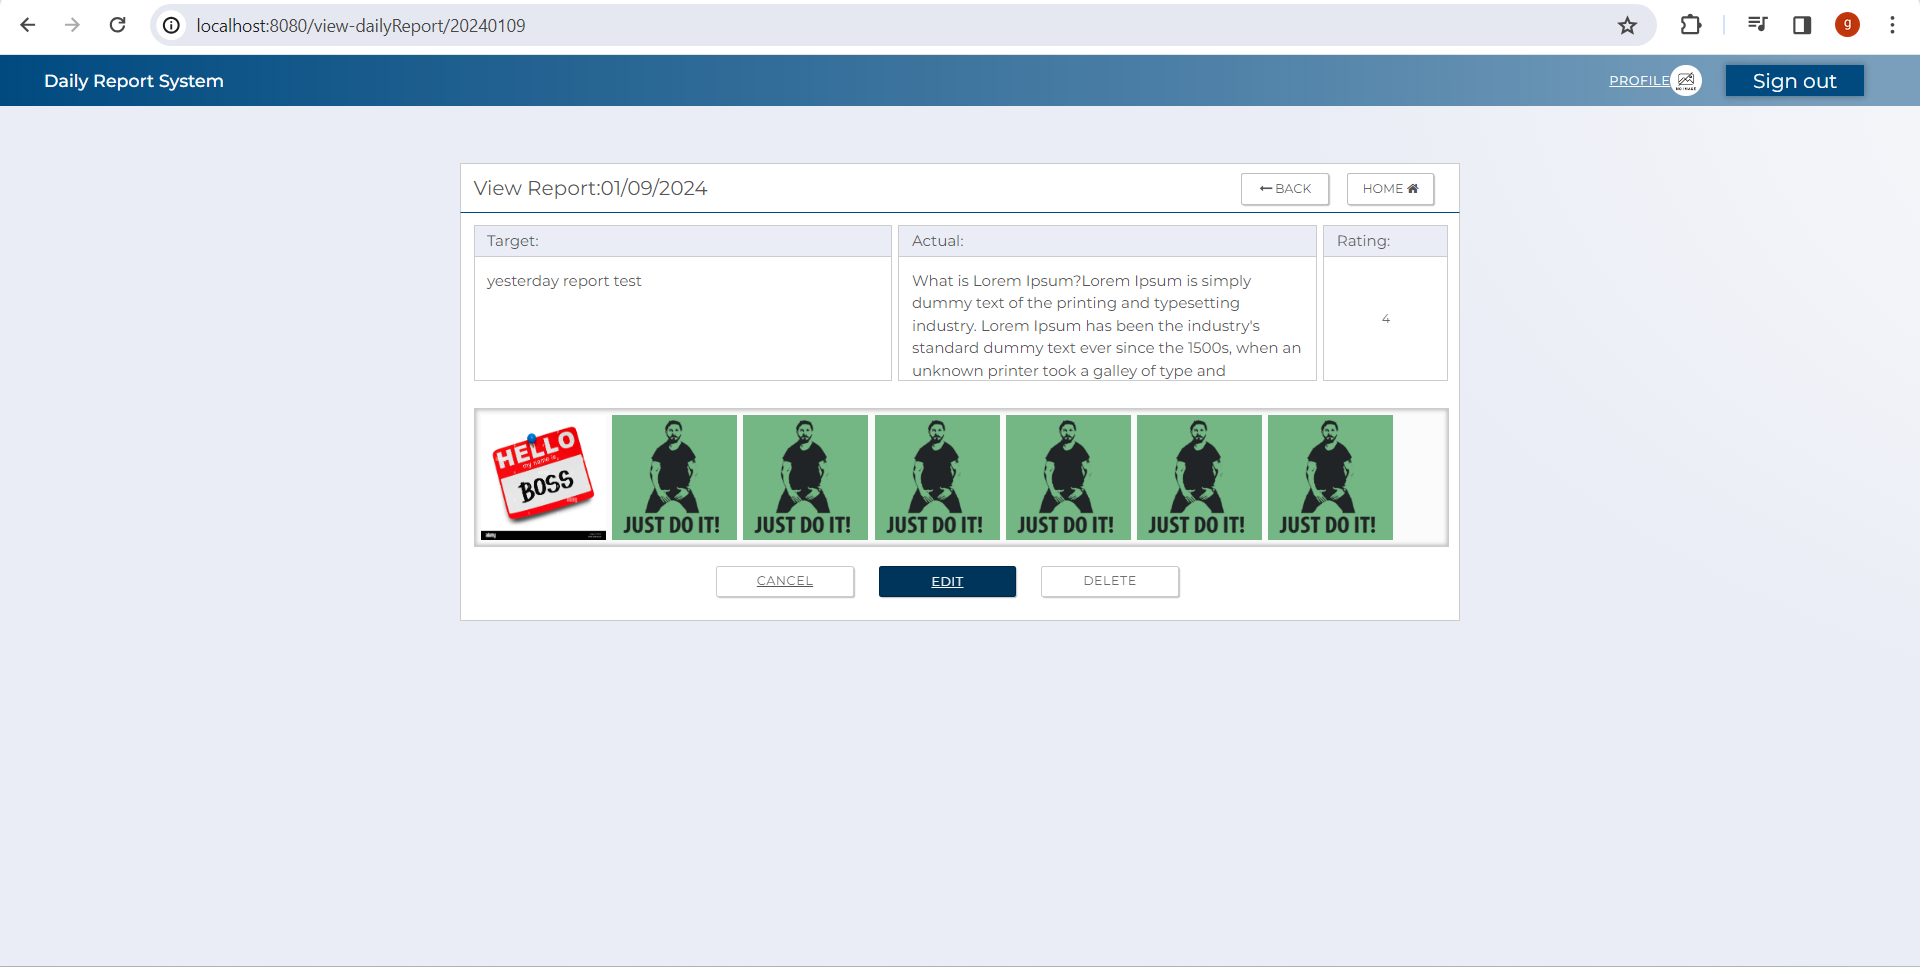 localhost:8080/view-dailyReport/20240109
g
Daily Report System
PROFILE
NO IMAGE
Sign out
View Report:01/09/2024
BACK
HOME
Target:
Actual:
Rating:
yesterday report test
What is Lorem Ipsum?Lorem Ipsum is simply
dummy text of the printing and typesetting
industry. Lorem Ipsum has been the industry's
standard dummy text ever since the 1500s, when an
unknown printer took a galley of type and
4
HELLO
my name is
BOSS
alamy
JUST DO IT!
JUST DO IT!
JUST DO IT!
JUST DO IT!
JUST DO IT!
JUST DO IT!
CANCEL
EDIT
DELETE